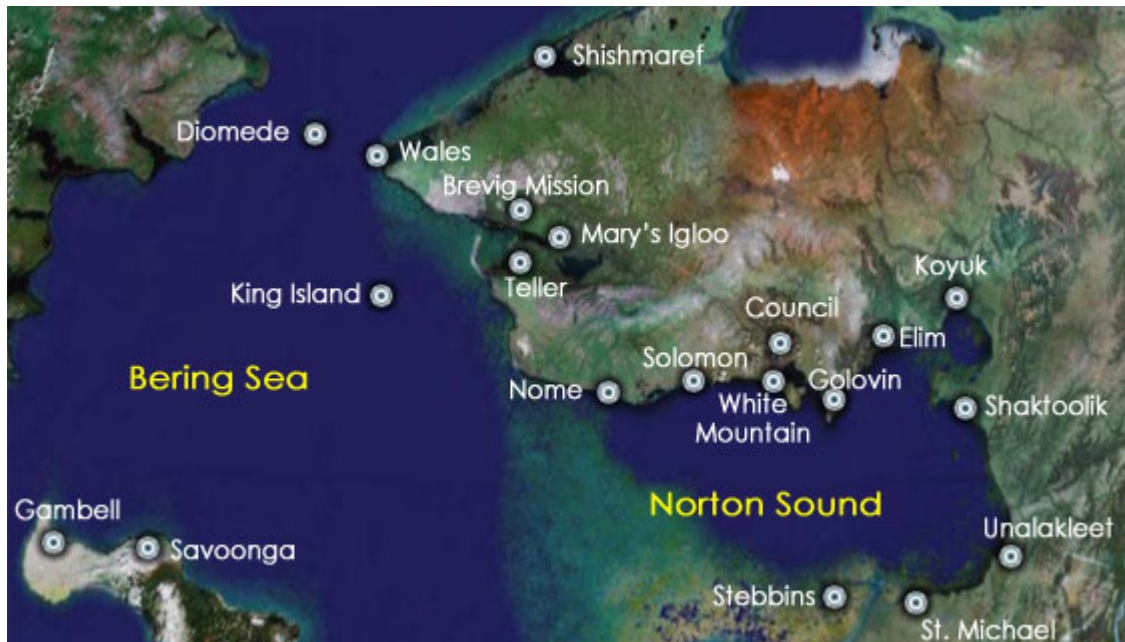 Shishmaref
Diomede
Wales
Brevig Mission
Mary's Igloo
Koyuk
Teller
King Island
Council
Elim
Solomon
Bering Sea
Nome
Golovin
White
Mountain
Shaktoolik
Norton Sound
Gambell
Unalakleet
Savoonga
Stebbins
St. Michael